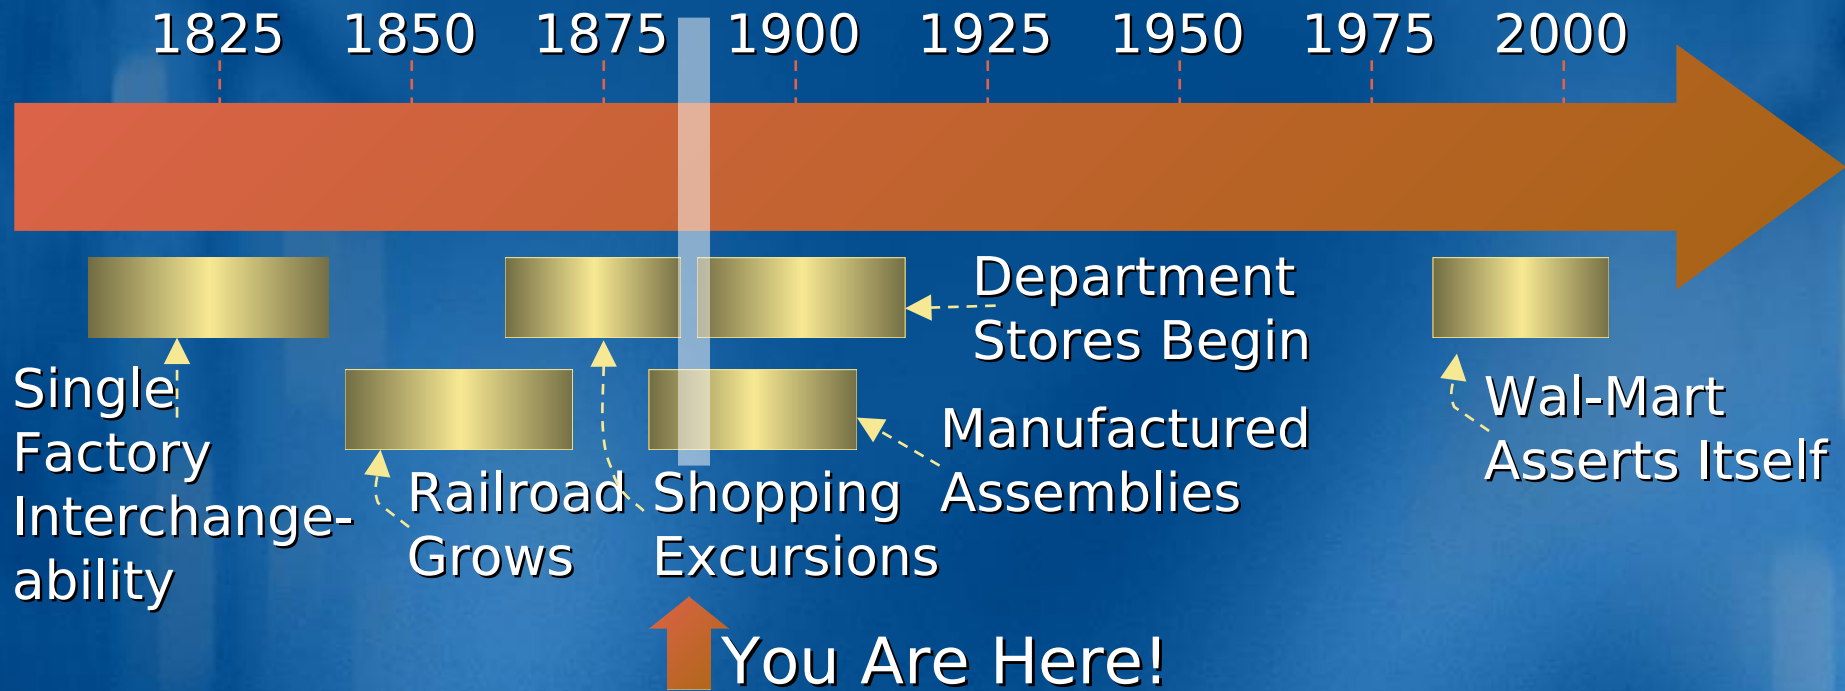 1825 1850 1875 1900 1925 1950 1975 2000
Department
Stores Begin
Single
Factory
Interchange-
ability
Railroad
Grows
Shopping
Excursions
Manufactured
Assemblies
Wal-Mart
Asserts Itself
You Are Here!